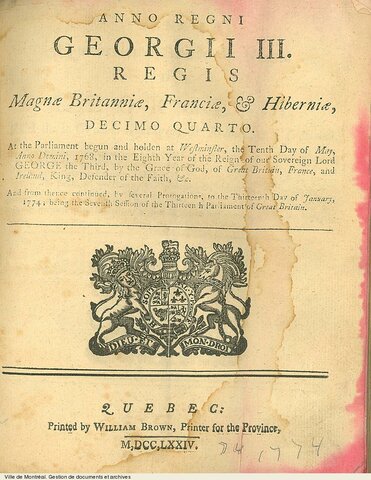 ANNO REGNI
GEORGII III.
REGIS
Magnæ Britanniæ, Franciæ, & Hiberniæ,
DECIMO QUARTO.
At the Parliament begun and holden at Westminster, the Tenth Day of May,
Anno Domini, 1768, in the Eighth Year of the Reign of our Sovereign Lord
GEORGE the Third, by the Grace of God, of Great Britain, France, and
Ireland, King, Defender of the Faith, &c.
And from thence continued, by several Prorogations, to the Thirteenth Day of January,
1774; being the Seventh Session of the Thirteenth Parliament of Great Britain.
DIEU ET MON DROIT
QUEBEC:
Printed by WILLIAM BROWN, Printer for the Province,
M,DCC,LXXIV.
1774
Ville de Montréal. Gestion de documents et archives